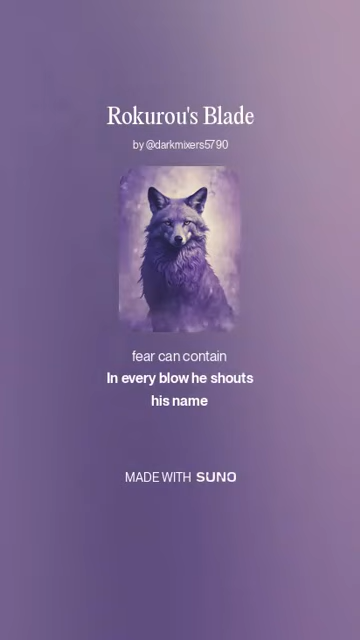 Rokurou's Blade
by @darkmixers5790
fear can contain
In every blow he shouts
his name
MADE WITH SUNO